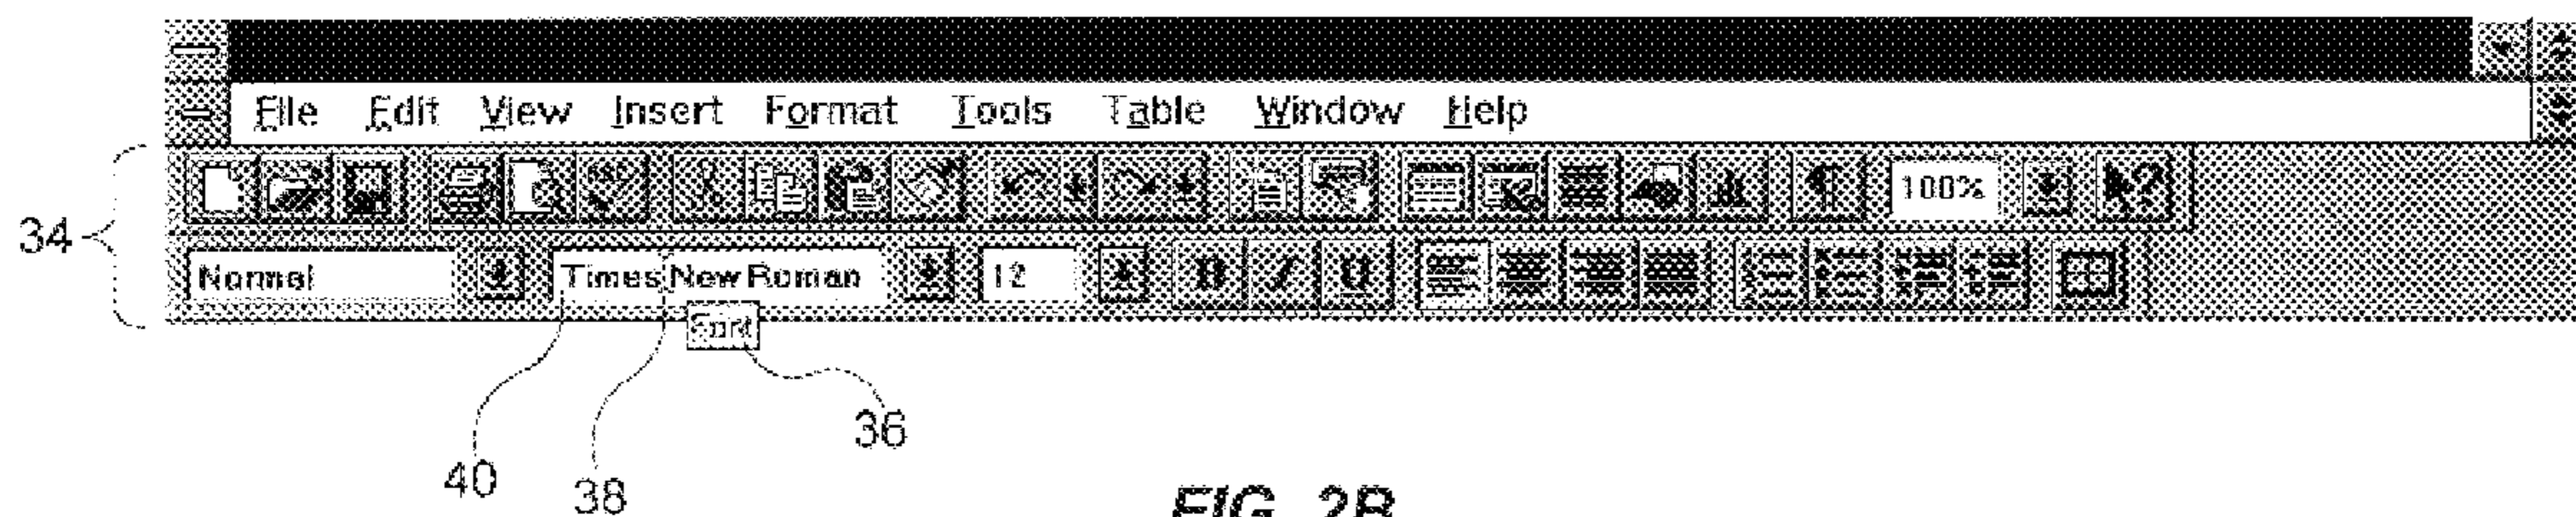 File Edit View Insert Format Tools Table Window Help
100%
34
Normal Times New Roman 12 B I U
Font
36
40 38
FIG. 2B